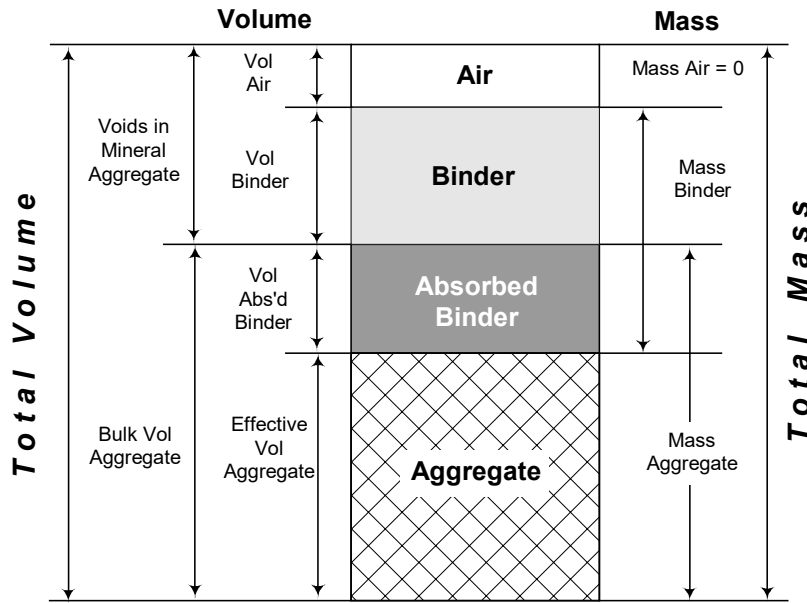 Volume
Mass
Vol
Air
Air
Mass Air = 0
Voids in
Mineral
Aggregate
Vol
Binder
Binder
Mass
Binder
Total Volume
Total Mass
Vol
Abs'd
Binder
Absorbed
Binder
Bulk Vol
Aggregate
Effective
Vol
Aggregate
Aggregate
Mass
Aggregate